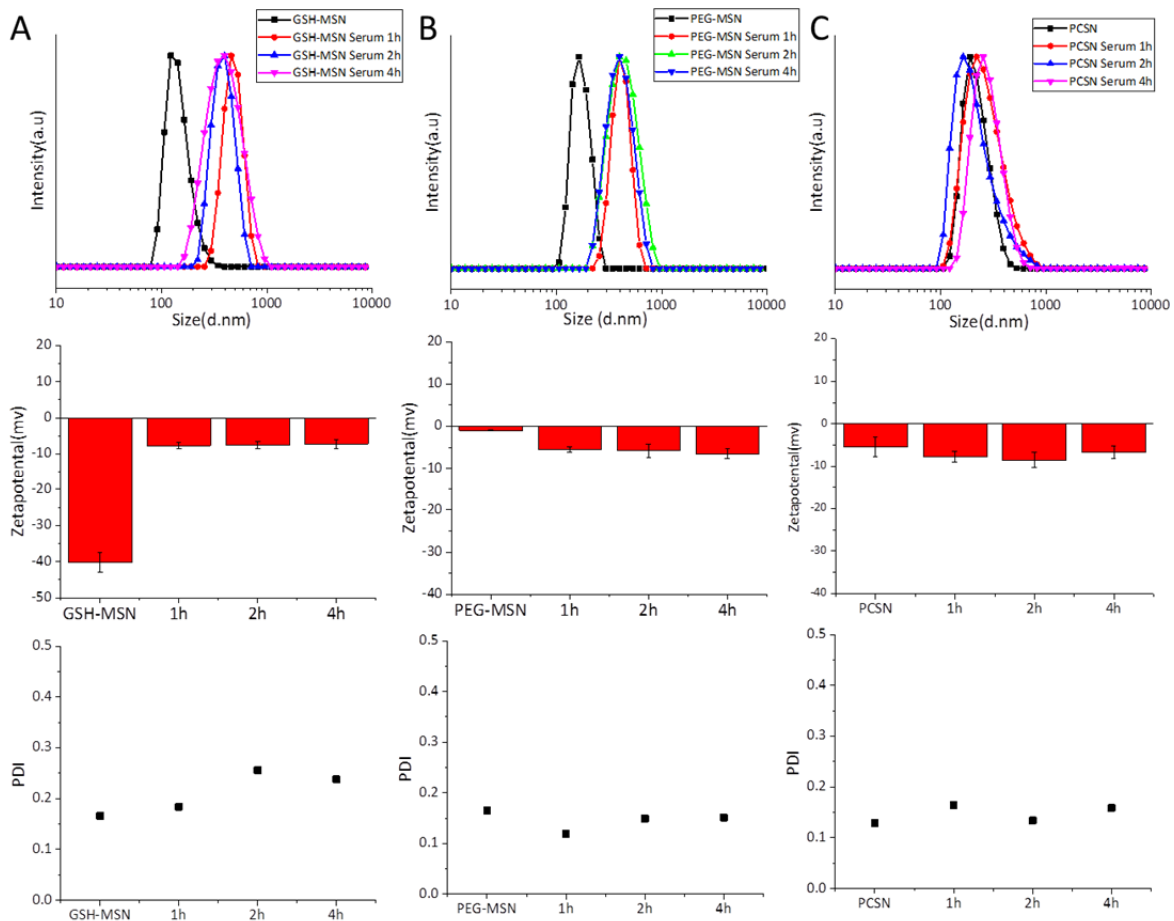 A
GSH-MSN
GSH-MSN Serum 1h
GSH-MSN Serum 2h
GSH-MSN Serum 4h
Intensity(a.u)
10
100
1000
10000
Size(d.nm)
B
PEG-MSN
PEG-MSN Serum 1h
PEG-MSN Serum 2h
PEG-MSN Serum 4h
Intensity(a.u)
10
100
1000
10000
Size (d.nm)
C
PCSN
PCSN Serum 1h
PCSN Serum 2h
PCSN Serum 4h
Intensity(a.u)
10
100
1000
10000
Size(d.nm)
Zetapotential(mv)
20
10
0
-10
-20
-30
-40
-50
GSH-MSN
1h
2h
4h
Zetapotental(mv)
20
10
0
-10
-20
-30
-40
PEG-MSN
1h
2h
4h
Zetapotental(mv)
20
10
0
-10
-20
-30
-40
PCSN
1h
2h
4h
PDI
0.5
0.4
0.3
0.2
0.1
0.0
GSH-MSN
1h
2h
4h
PDI
0.5
0.4
0.3
0.2
0.1
0.0
PEG-MSN
1h
2h
4h
PDI
0.5
0.4
0.3
0.2
0.1
0.0
PCSN
1h
2h
4h